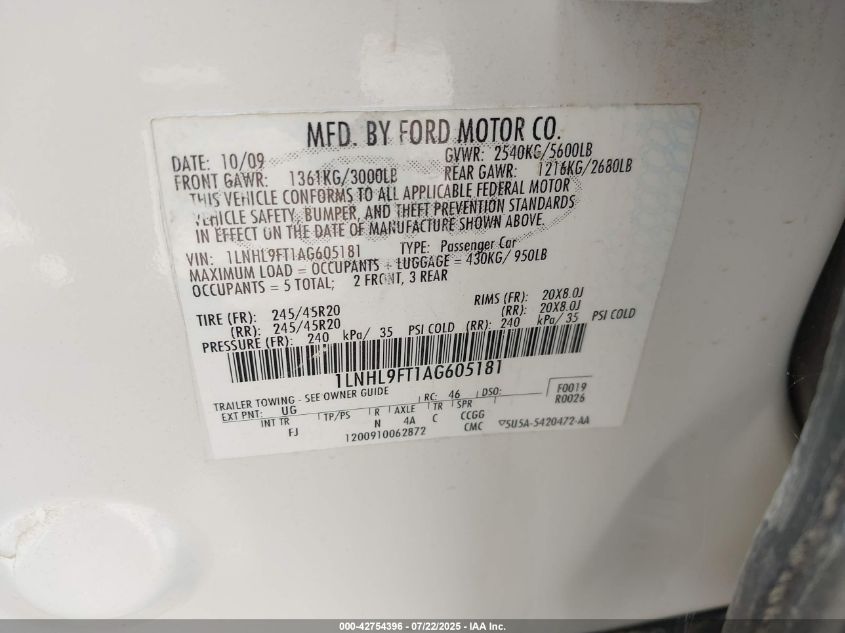 MFD. BY FORD MOTOR CO.
DATE: 10/09 GVWR: 2540KG/5600LB
FRONT GAWR: 1361KG/3000LB REAR GAWR: 1216KG/2680LB
THIS VEHICLE CONFORMS TO ALL APPLICABLE FEDERAL MOTOR
VEHICLE SAFETY, BUMPER, AND THEFT PREVENTION STANDARDS
IN EFFECT ON THE DATE OF MANUFACTURE SHOWN ABOVE.
VIN: 1LNHL9FT1AG605181 TYPE: Passenger Car
MAXIMUM LOAD = OCCUPANTS + LUGGAGE = 430KG/ 950LB
OCCUPANTS = 5 TOTAL; 2 FRONT, 3 REAR
TIRE (FR): 245/45R20 RIMS (FR): 20X8.0J
(RR): 245/45R20 (RR): 20X8.0J
PRESSURE (FR): 240 kPa/ 35 PSI COLD (RR): 240 kPa/ 35 PSI COLD
1LNHL9FT1AG605181
TRAILER TOWING - SEE OWNER GUIDE RC: 46 DSO: F0019
EXT PNT: UG R0026
INT TR TP/PS R AXLE TR SPR
FJ N 4A C CCGG
1200910062872 CMC ▽5U5A-5420472-AA
000-42754396 - 07/22/2025 - IAA Inc.